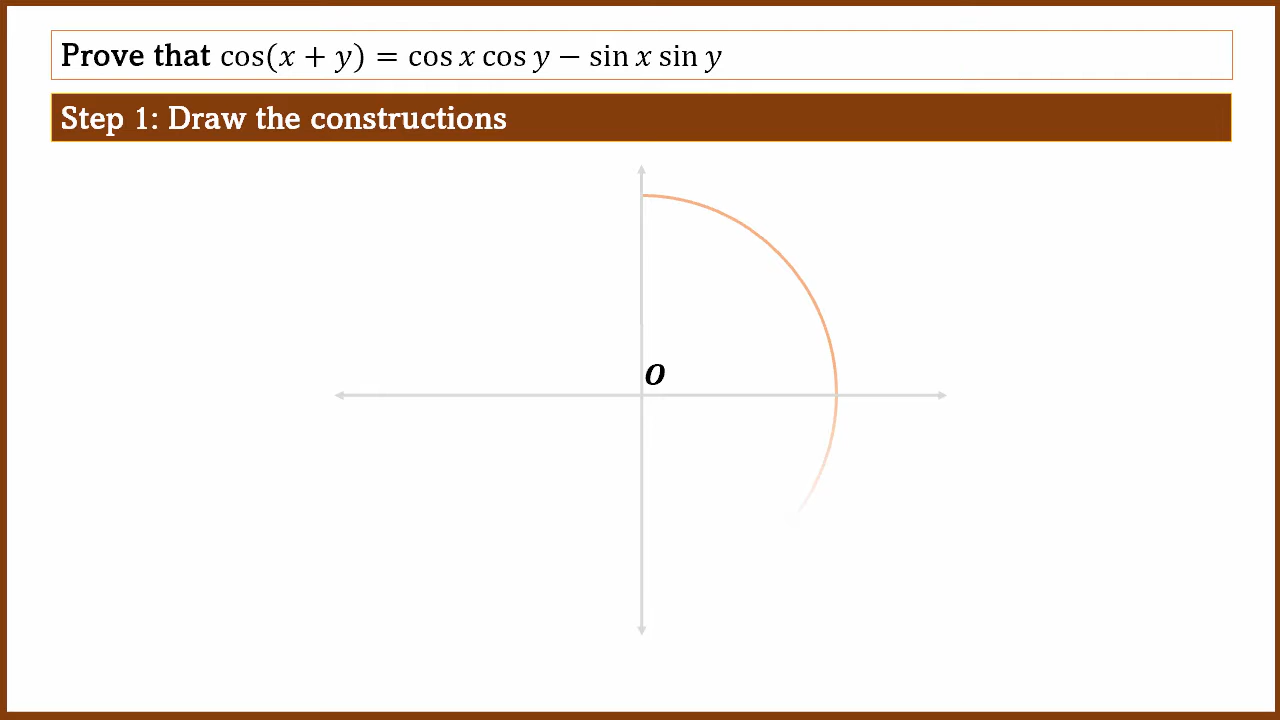 Prove that cos(x + y) = cos x cos y − sin x sin y
Step 1: Draw the constructions
O